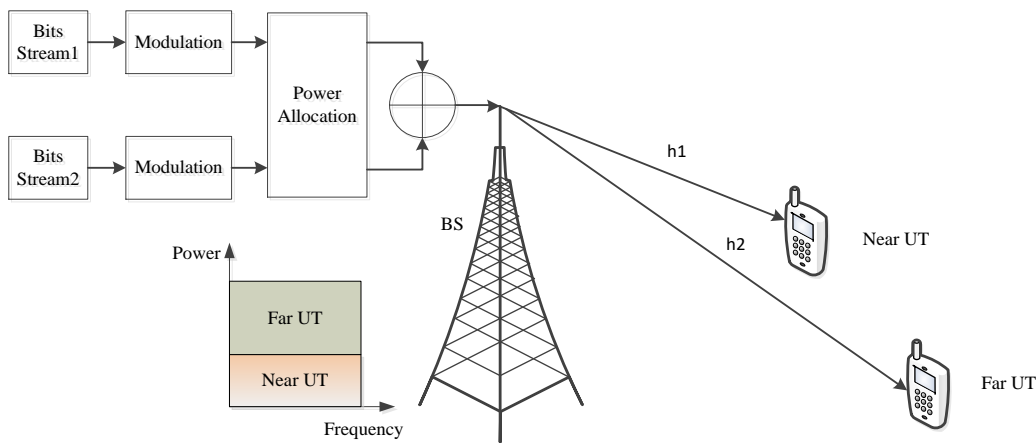 Bits
Stream1
Modulation
Power
Allocation
Bits
Stream2
Modulation
h1
h2
BS
Near UT
Far UT
Power
Far UT
Near UT
Frequency